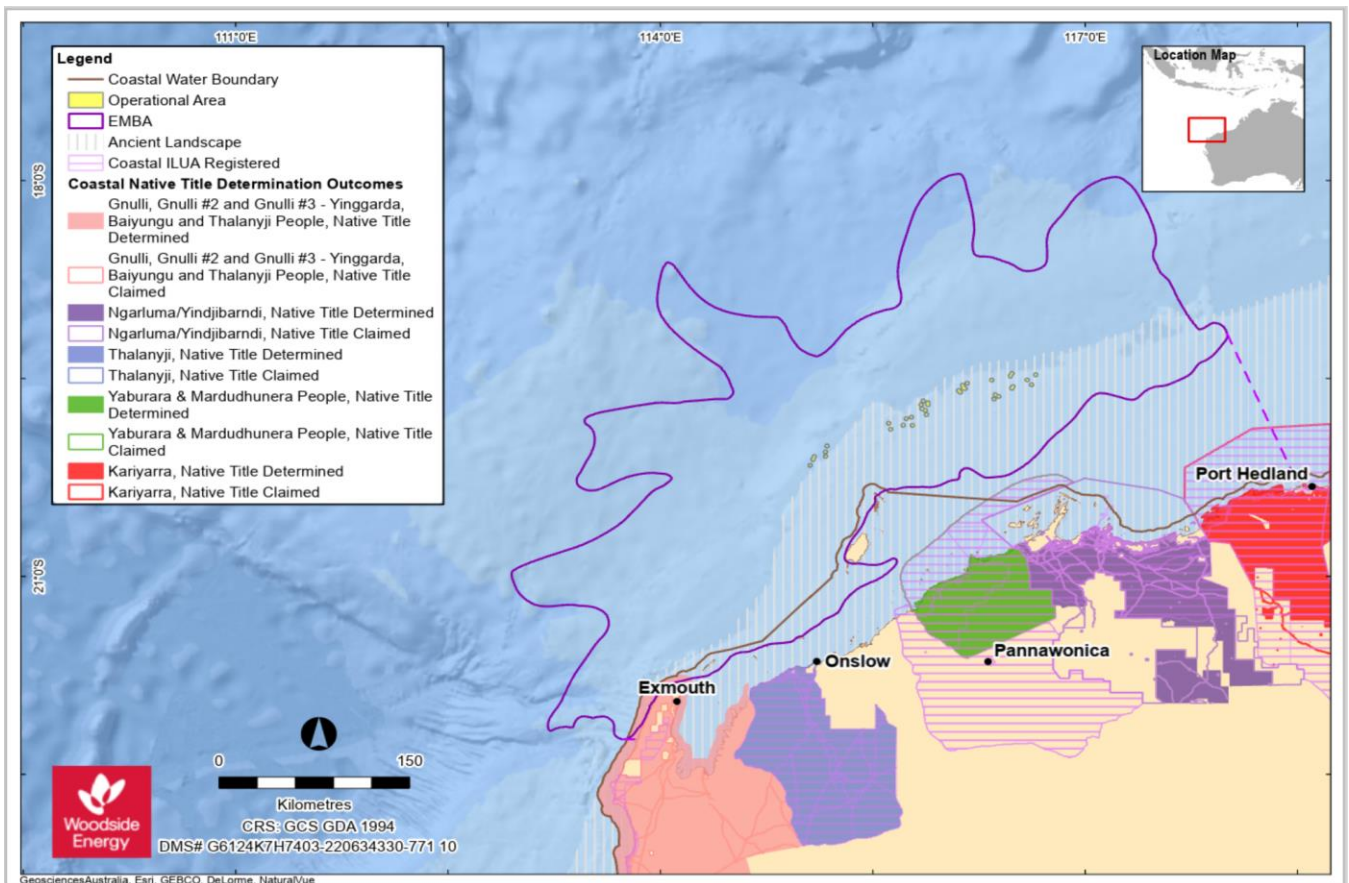 111°0'E
114°0'E
117°0'E
Legend
Coastal Water Boundary
Operational Area
EMBA
Ancient Landscape
Coastal ILUA Registered
Coastal Native Title Determination Outcomes
Gnulli, Gnulli #2 and Gnulli #3 - Yinggarda,
Baiyungu and Thalanyji People, Native Title
Determined
Gnulli, Gnulli #2 and Gnulli #3 - Yinggarda,
Baiyungu and Thalanyji People, Native Title
Claimed
Ngarluma/Yindjibarndi, Native Title Determined
Ngarluma/Yindjibarndi, Native Title Claimed
Thalanyji, Native Title Determined
Thalanyji, Native Title Claimed
Yaburara & Mardudhunera People, Native Title
Determined
Yaburara & Mardudhunera People, Native Title
Claimed
Kariyarra, Native Title Determined
Kariyarra, Native Title Claimed
Location Map
18°0'S
21°0'S
Port Hedland
Pannawonica
Onslow
Exmouth
0 150
Kilometres
CRS: GCS GDA 1994
DMS# G6124K7H7403-220634330-771 10
Woodside
Energy
GeosciencesAustralia, Esri, GEBCO, DeLorme, NaturalVue